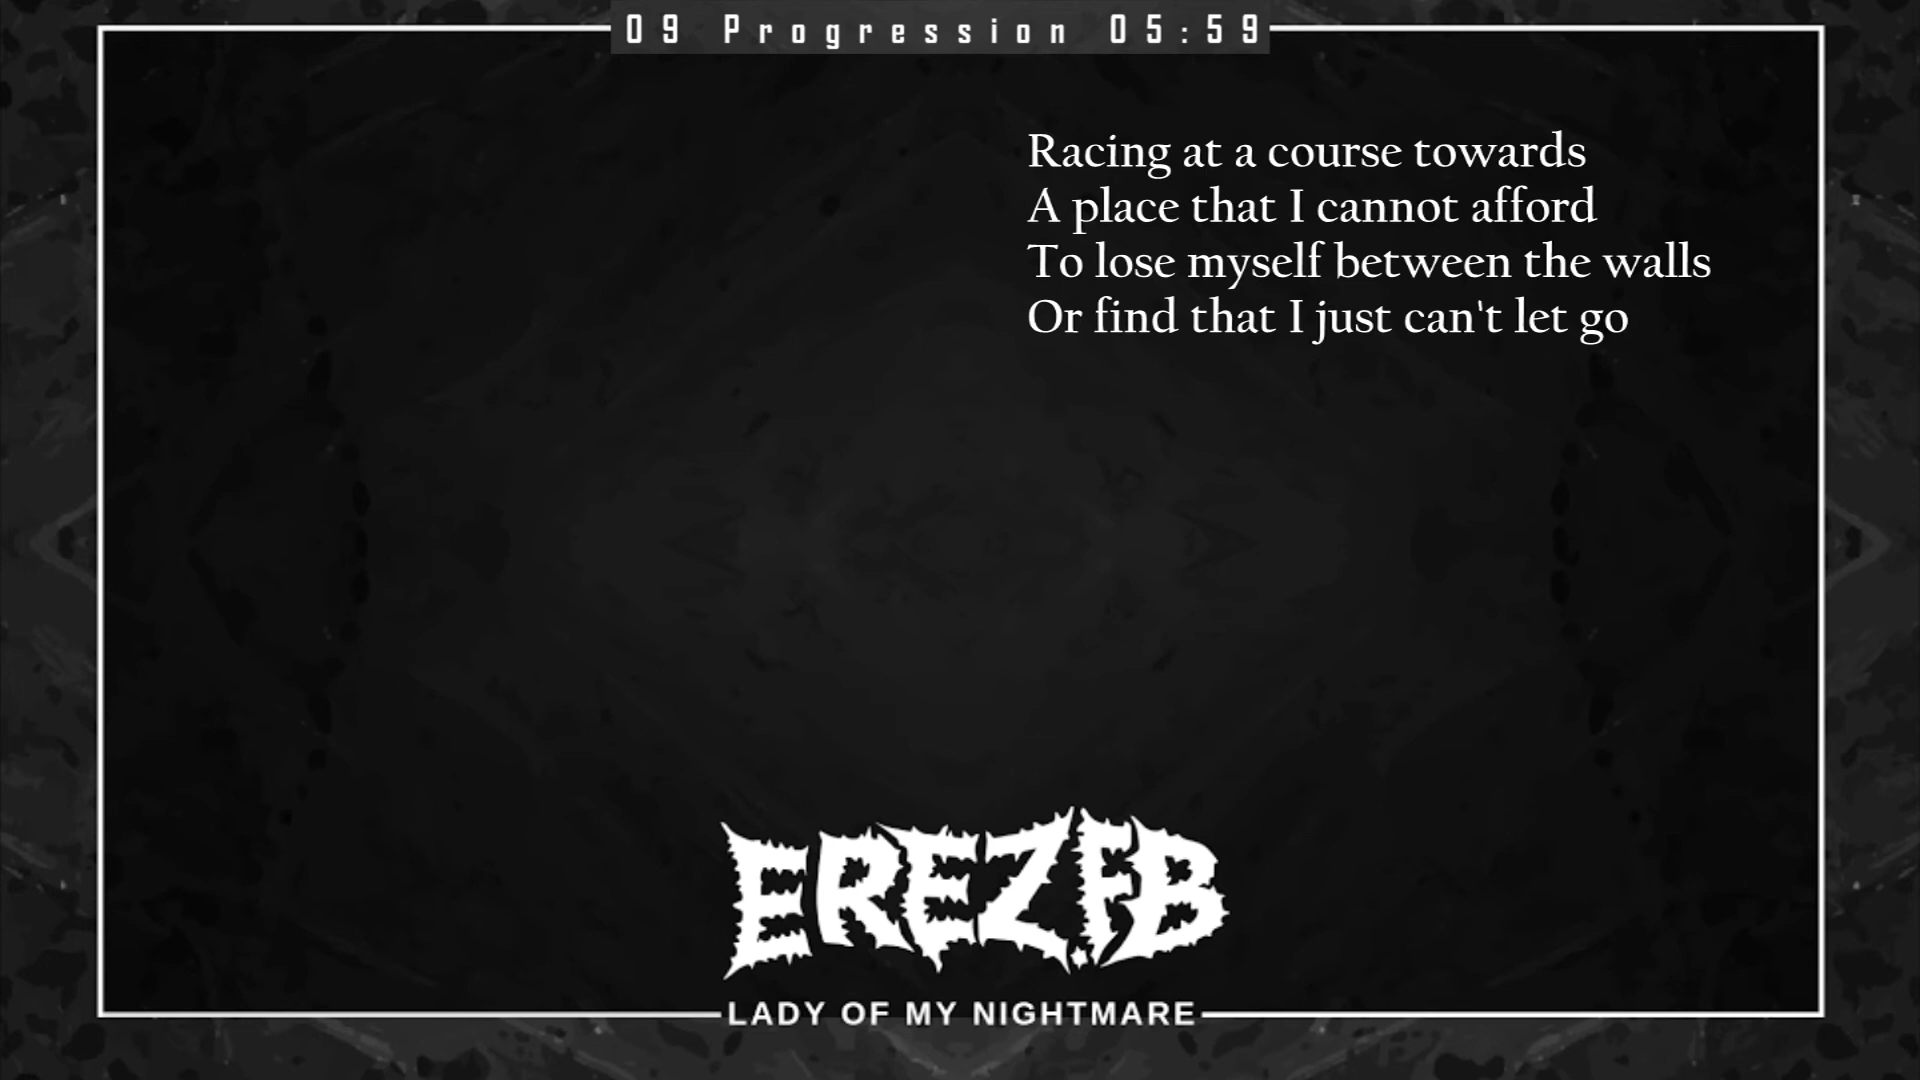 09 Progression 05:59
Racing at a course towards
A place that I cannot afford
To lose myself between the walls
Or find that I just can't let go
EREZ.FB
LADY OF MY NIGHTMARE